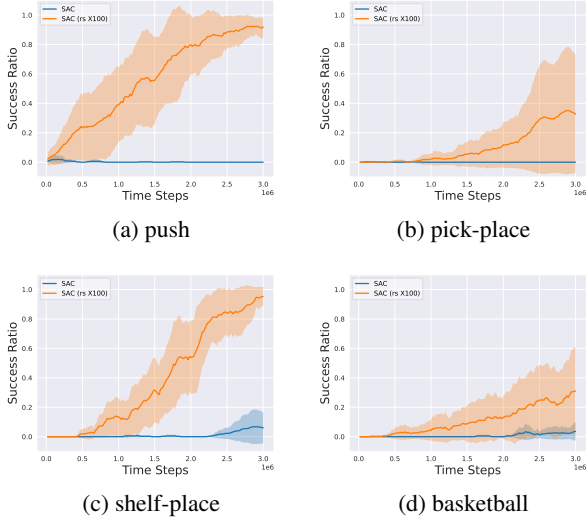 SAC
SAC (rs X100)
Success Ratio
1.0
0.8
0.6
0.4
0.2
0.0
0.0 0.5 1.0 1.5 2.0 2.5 3.0
1e6
Time Steps
(a) push
SAC
SAC (rs X100)
Success Ratio
1.0
0.8
0.6
0.4
0.2
0.0
0.0 0.5 1.0 1.5 2.0 2.5 3.0
1e6
Time Steps
(b) pick-place
SAC
SAC (rs X100)
Success Ratio
1.0
0.8
0.6
0.4
0.2
0.0
0.0 0.5 1.0 1.5 2.0 2.5 3.0
1e6
Time Steps
(c) shelf-place
SAC
SAC (rs X100)
Success Ratio
1.0
0.8
0.6
0.4
0.2
0.0
0.0 0.5 1.0 1.5 2.0 2.5 3.0
1e6
Time Steps
(d) basketball